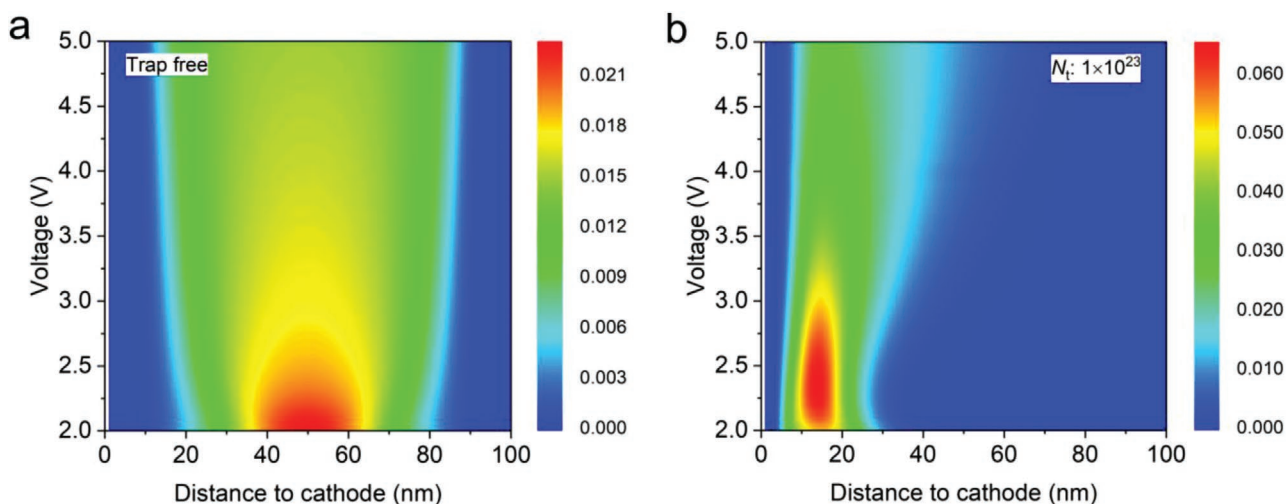 a
5.0
4.5
4.0
3.5
3.0
2.5
2.0
Voltage (V)
Trap free
0 20 40 60 80 100
Distance to cathode (nm)
0.021
0.018
0.015
0.012
0.009
0.006
0.003
0.000
b
5.0
4.5
4.0
3.5
3.0
2.5
2.0
Voltage (V)
Nₜ: 1×10²³
0 20 40 60 80 100
Distance to cathode (nm)
0.060
0.050
0.040
0.030
0.020
0.010
0.000